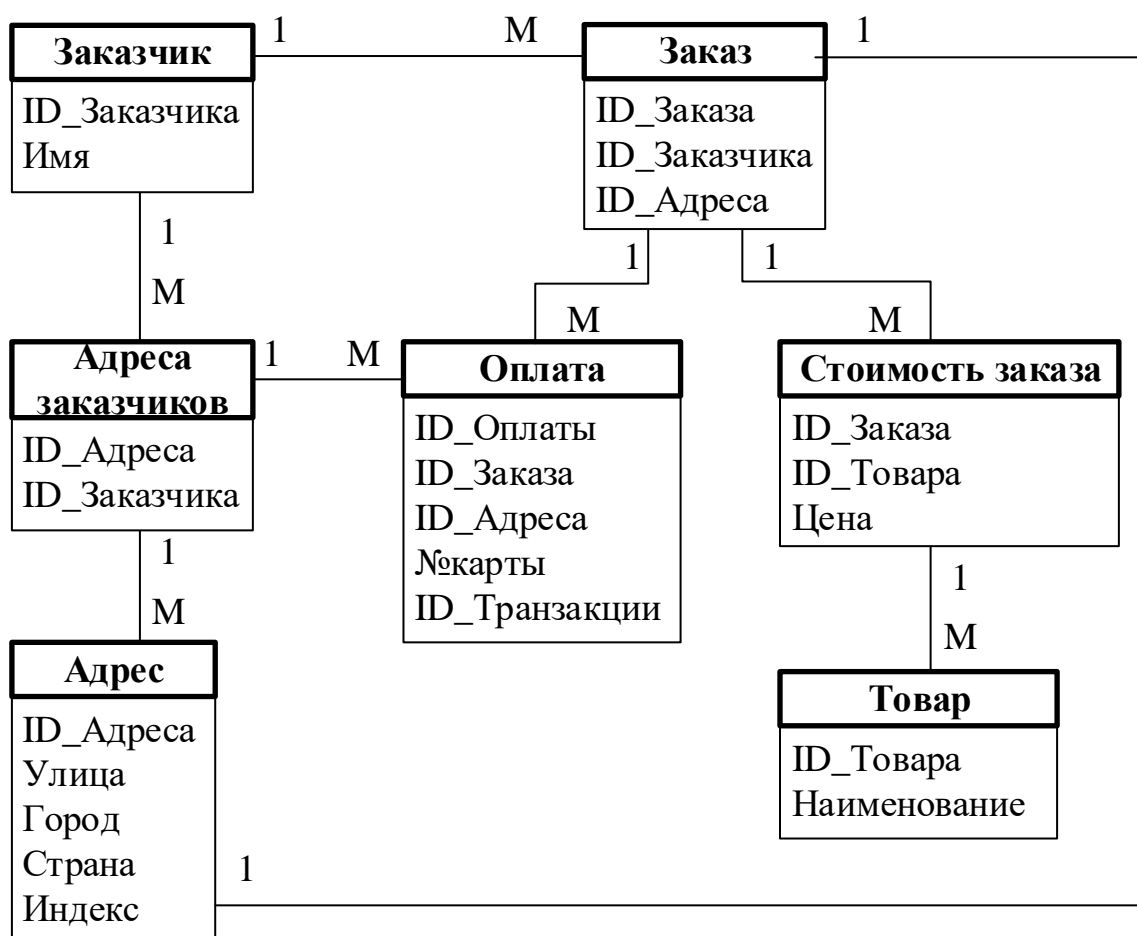 1
М
1
Заказчик
Заказ
ID_Заказчика
Имя
ID_Заказа
ID_Заказчика
ID_Адреса
1
М
1
1
М
М
Адреса
заказчиков
1
М
Оплата
Стоимость заказа
ID_Адреса
ID_Заказчика
ID_Оплаты
ID_Заказа
ID_Адреса
№карты
ID_Транзакции
ID_Заказа
ID_Товара
Цена
1
М
1
М
Адрес
Товар
ID_Адреса
Улица
Город
Страна
Индекс
ID_Товара
Наименование
1